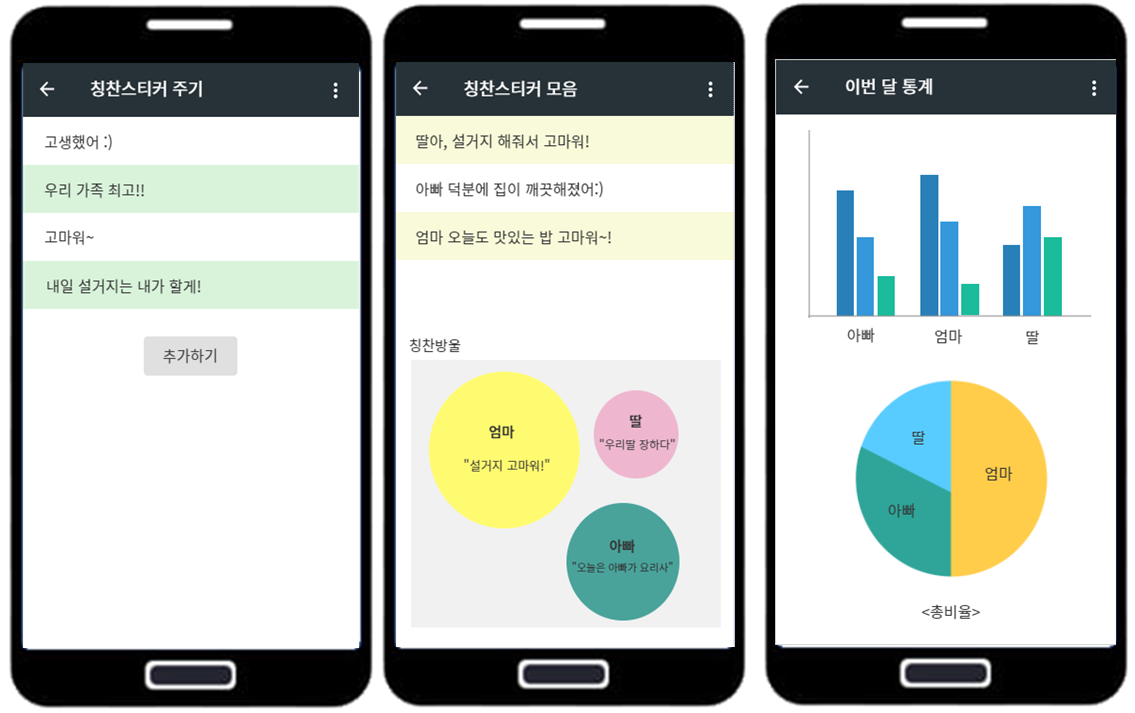 칭찬스티커 주기
고생했어 :)
우리 가족 최고!!
고마워~
내일 설거지는 내가 할게!
추가하기
칭찬스티커 모음
딸아, 설거지 해줘서 고마워!
아빠 덕분에 집이 깨끗해졌어:)
엄마 오늘도 맛있는 밥 고마워~!
칭찬방울
엄마
"설거지 고마워!"
딸
"우리딸 장하다"
아빠
"오늘은 아빠가 요리사"
이번 달 통계
아빠 엄마 딸
딸
엄마
아빠
<총비율>